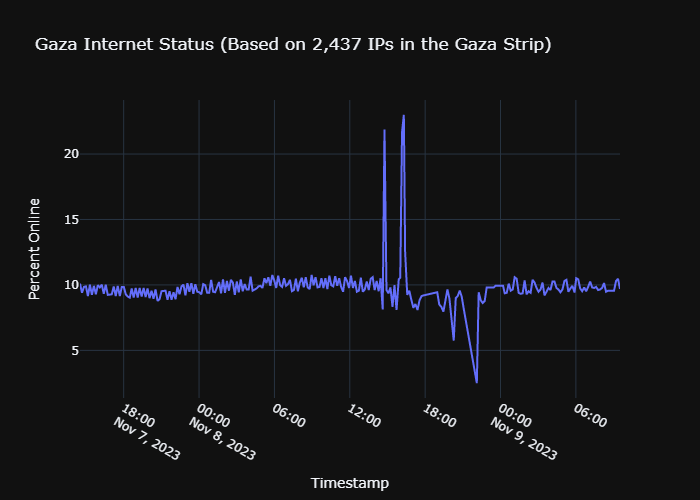 Gaza Internet Status (Based on 2,437 IPs in the Gaza Strip)
Percent Online
20
15
10
5
18:00
Nov 7, 2023
00:00
Nov 8, 2023
06:00
12:00
18:00
00:00
Nov 9, 2023
06:00
Timestamp